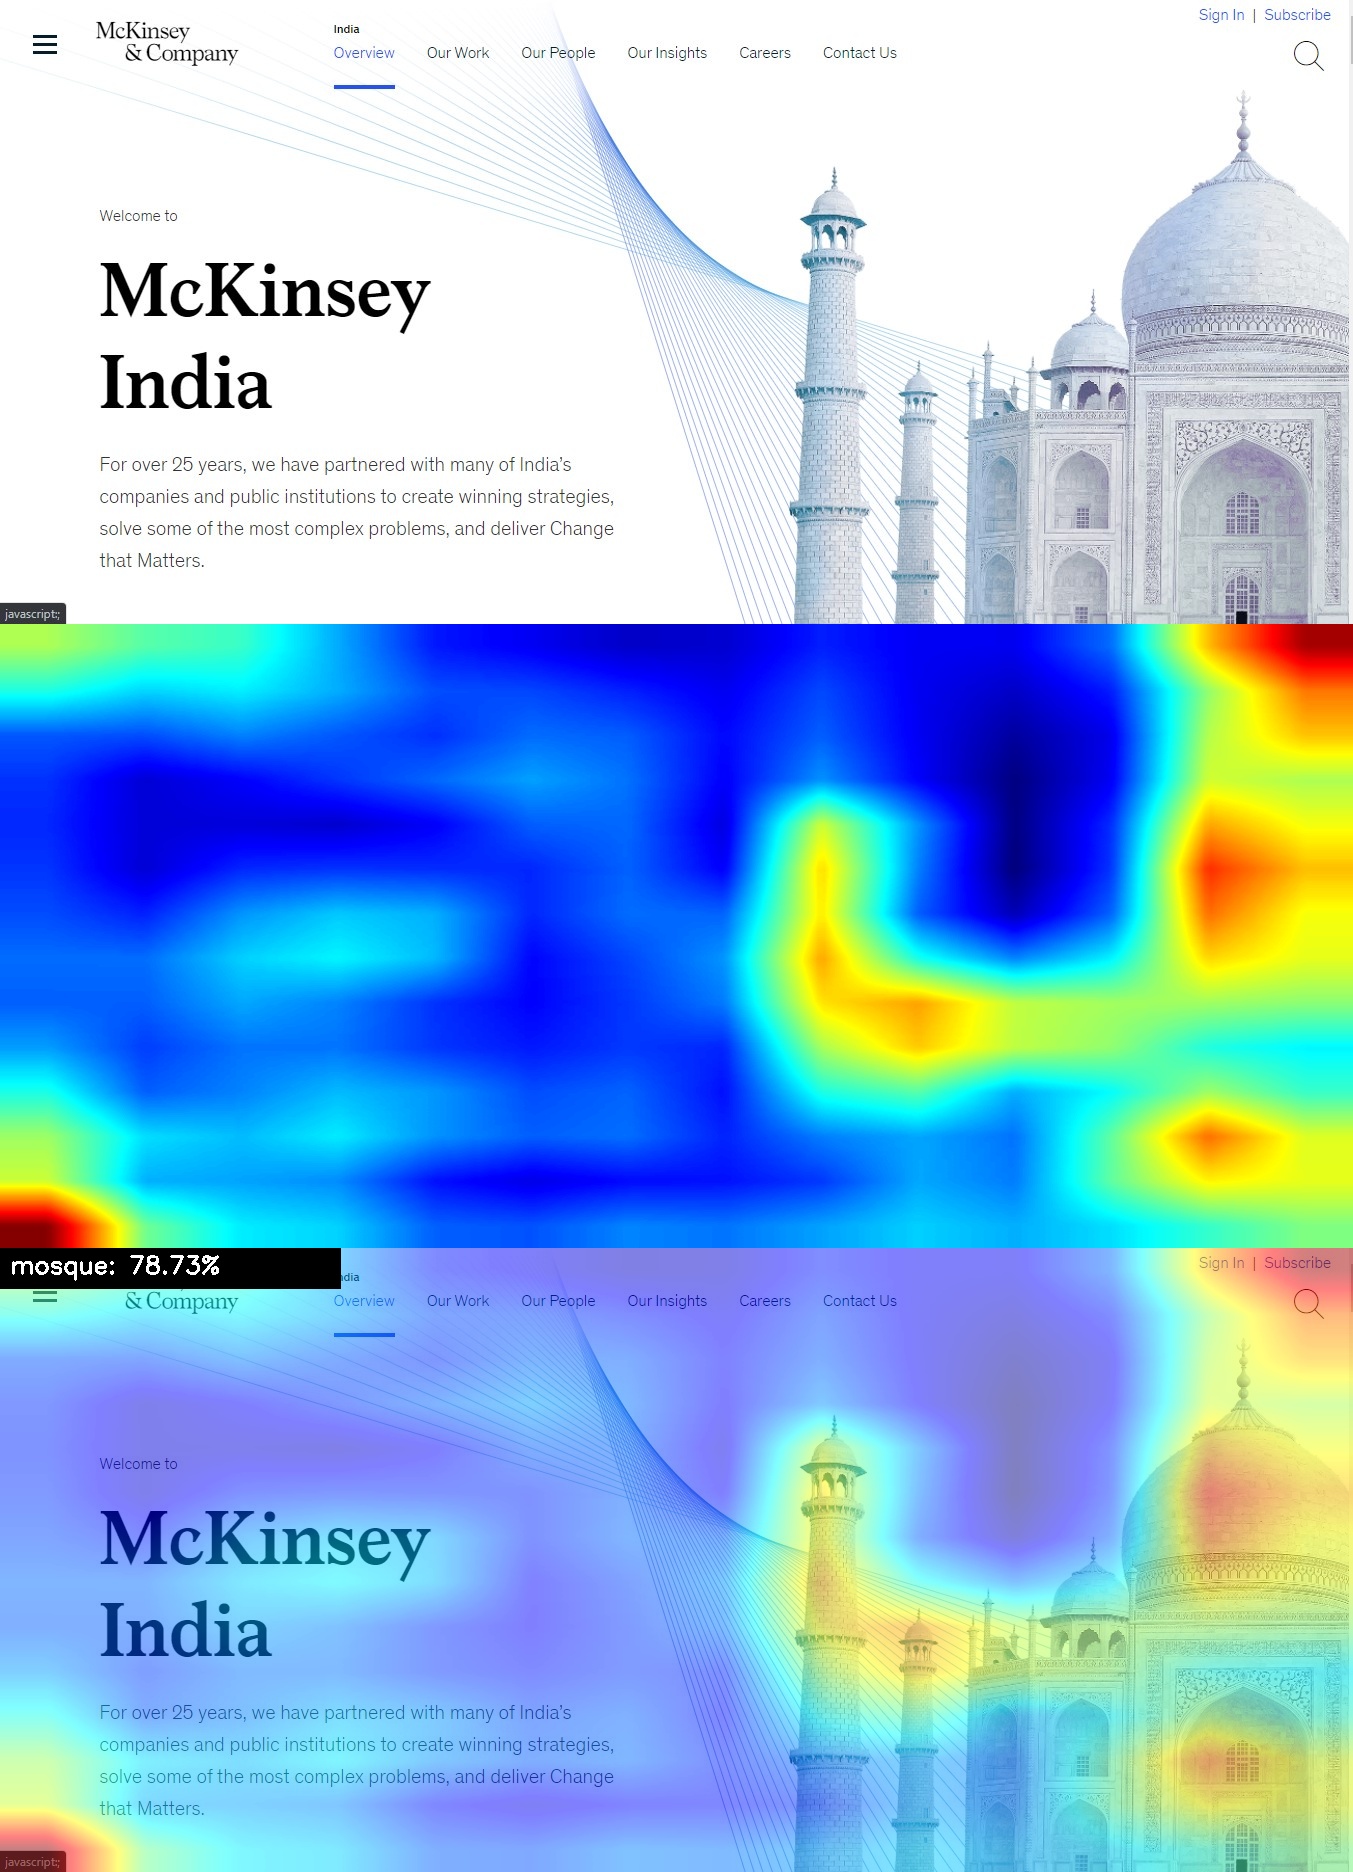 McKinsey
& Company
India
Overview
Our Work
Our People
Our Insights
Careers
Contact Us
Sign In | Subscribe
Welcome to
McKinsey
India
For over 25 years, we have partnered with many of India's
companies and public institutions to create winning strategies,
solve some of the most complex problems, and deliver Change
that Matters.
javascript:;
mosque: 78.73%
ndia
& Company
Overview
Our Work
Our People
Our Insights
Careers
Contact Us
Sign In | Subscribe
Welcome to
McKinsey
India
For over 25 years, we have partnered with many of India's
companies and public institutions to create winning strategies,
solve some of the most complex problems, and deliver Change
that Matters.
javascript:;